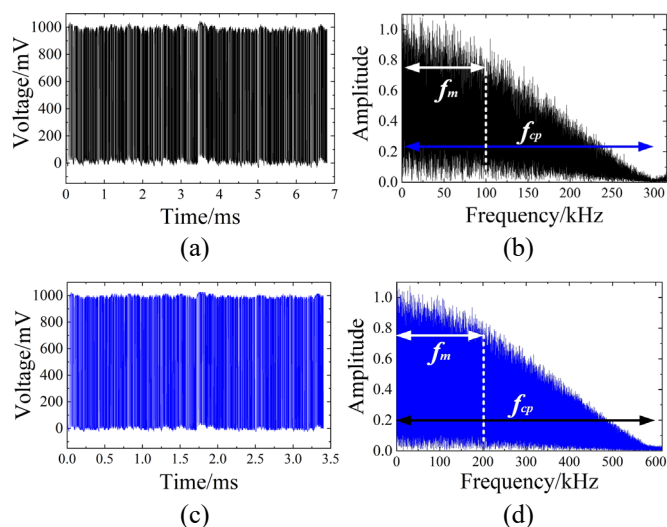 Voltage/mV
1000
800
600
400
200
0
0 1 2 3 4 5 6 7
Time/ms
(a)
Amplitude
1.0
0.8
0.6
0.4
0.2
0.0
fm
fcp
0 50 100 150 200 250 300
Frequency/kHz
(b)
Voltage/mV
1000
800
600
400
200
0
0.0 0.5 1.0 1.5 2.0 2.5 3.0 3.5
Time/ms
(c)
Amplitude
1.0
0.8
0.6
0.4
0.2
0.0
fm
fcp
0 100 200 300 400 500 600
Frequency/kHz
(d)